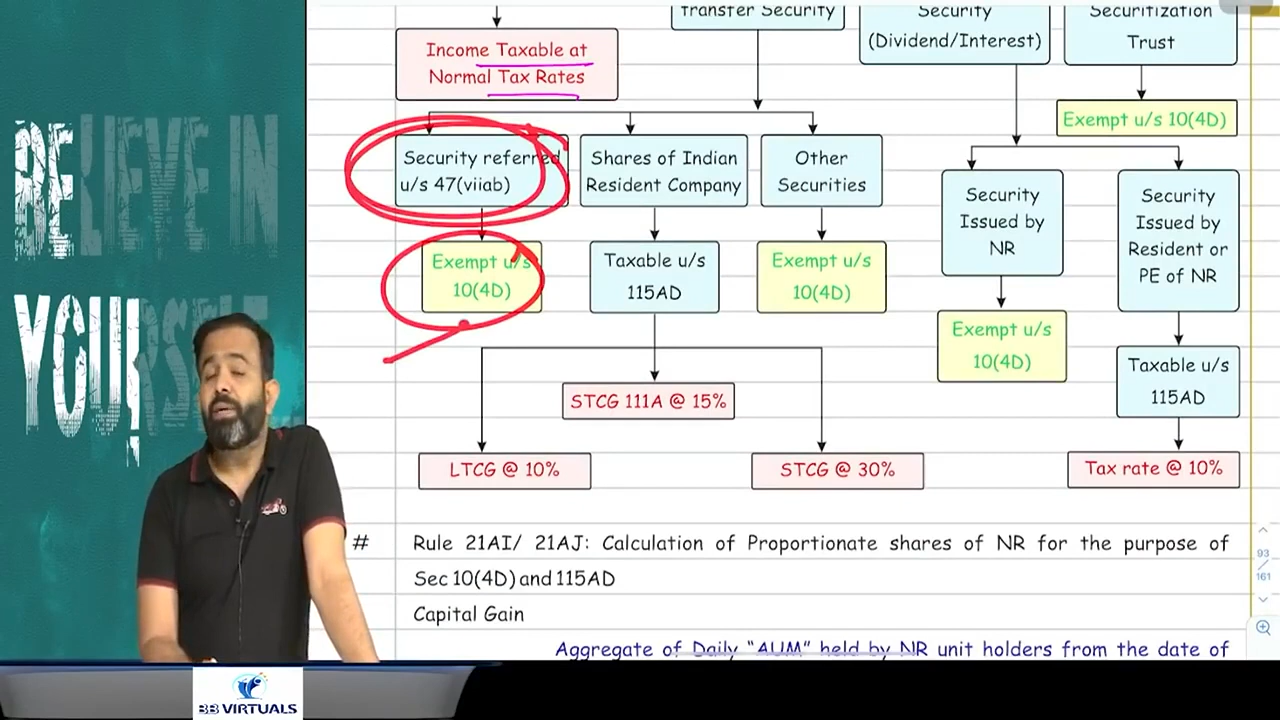 BELIEVE IN
YOURSELF
transfer Security
Security
(Dividend/Interest)
Securitization
Trust
Income Taxable at
Normal Tax Rates
Exempt u/s 10(4D)
Security referred
u/s 47(viiab)
Shares of Indian
Resident Company
Other
Securities
Security
Issued by
NR
Security
Issued by
Resident or
PE of NR
Exempt u/s
10(4D)
Taxable u/s
115AD
Exempt u/s
10(4D)
Exempt u/s
10(4D)
Taxable u/s
115AD
STCG 111A @ 15%
LTCG @ 10%
STCG @ 30%
Tax rate @ 10%
# Rule 21AI/ 21AJ: Calculation of Proportionate shares of NR for the purpose of
Sec 10(4D) and 115AD
Capital Gain
Aggregate of Daily "AUM" held by NR unit holders from the date of
93
/
161
BB VIRTUALS